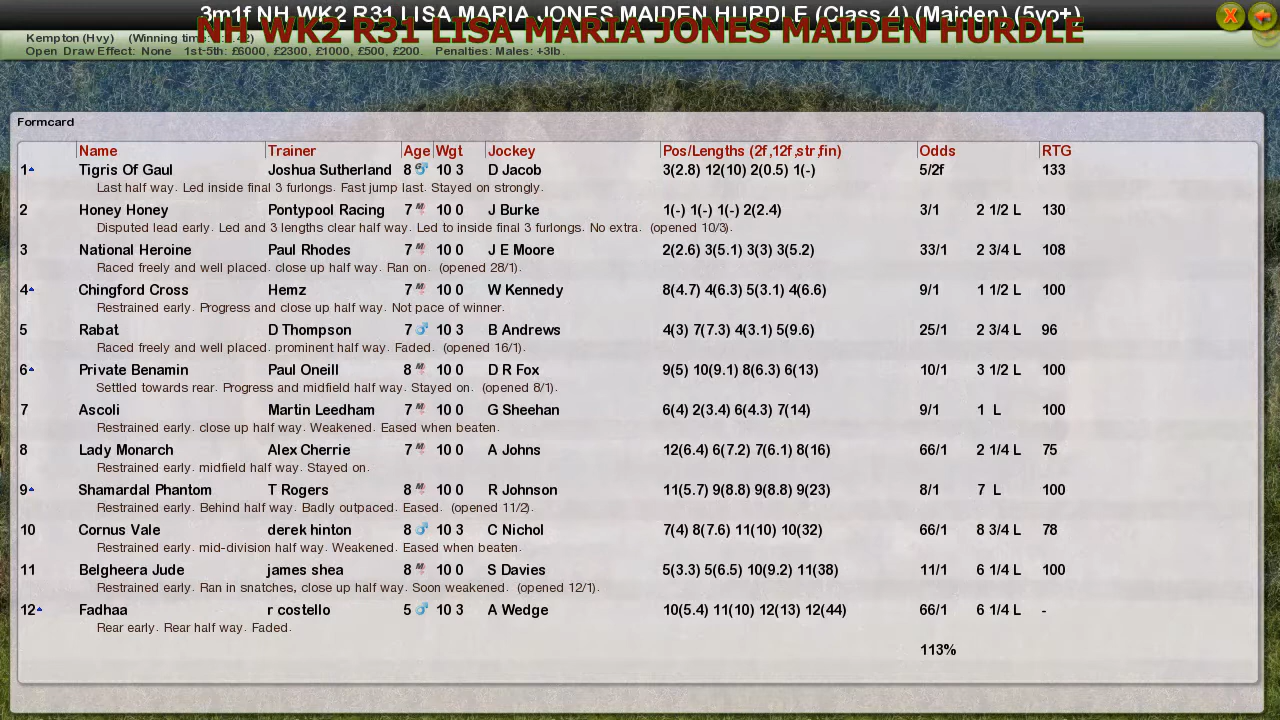 3m1f NH WK2 R31 LISA MARIA JONES MAIDEN HURDLE (Class 4) (Maiden) (5yo+)
NH WK2 R31 LISA MARIA JONES MAIDEN HURDLE
Kempton (Hvy) (Winning time:
Open Draw Effect: None 1st-5th: £6000, £2300, £1000, £500, £200. Penalties: Males: +3lb.
Formcard
Name Trainer Age Wgt Jockey Pos/Lengths (2f,12f,str,fin) Odds RTG
1 Tigris Of Gaul Joshua Sutherland 8 10 3 D Jacob 3(2.8) 12(10) 2(0.5) 1(-) 5/2f 133
Last half way. Led inside final 3 furlongs. Fast jump last. Stayed on strongly.
2 Honey Honey Pontypool Racing 7 10 0 J Burke 1(-) 1(-) 1(-) 2(2.4) 3/1 2 1/2 L 130
Disputed lead early. Led and 3 lengths clear half way. Led to inside final 3 furlongs. No extra. (opened 10/3).
3 National Heroine Paul Rhodes 7 10 0 J E Moore 2(2.6) 3(5.1) 3(3) 3(5.2) 33/1 2 3/4 L 108
Raced freely and well placed. close up half way. Ran on. (opened 28/1).
4 Chingford Cross Hemz 7 10 0 W Kennedy 8(4.7) 4(6.3) 5(3.1) 4(6.6) 9/1 1 1/2 L 100
Restrained early. Progress and close up half way. Not pace of winner.
5 Rabat D Thompson 7 10 3 B Andrews 4(3) 7(7.3) 4(3.1) 5(9.6) 25/1 2 3/4 L 96
Raced freely and well placed. prominent half way. Faded. (opened 16/1).
6 Private Benamin Paul Oneill 8 10 0 D R Fox 9(5) 10(9.1) 8(6.3) 6(13) 10/1 3 1/2 L 100
Settled towards rear. Progress and midfield half way. Stayed on. (opened 8/1).
7 Ascoli Martin Leedham 7 10 0 G Sheehan 6(4) 2(3.4) 6(4.3) 7(14) 9/1 1 L 100
Restrained early. close up half way. Weakened. Eased when beaten.
8 Lady Monarch Alex Cherrie 7 10 0 A Johns 12(6.4) 6(7.2) 7(6.1) 8(16) 66/1 2 1/4 L 75
Restrained early. midfield half way. Stayed on.
9 Shamardal Phantom T Rogers 8 10 0 R Johnson 11(5.7) 9(8.8) 9(8.8) 9(23) 8/1 7 L 100
Restrained early. Behind half way. Badly outpaced. Eased. (opened 11/2).
10 Cornus Vale derek hinton 8 10 3 C Nichol 7(4) 8(7.6) 11(10) 10(32) 66/1 8 3/4 L 78
Restrained early. mid-division half way. Weakened. Eased when beaten.
11 Belgheera Jude james shea 8 10 0 S Davies 5(3.3) 5(6.5) 10(9.2) 11(38) 11/1 6 1/4 L 100
Restrained early. Ran in snatches, close up half way. Soon weakened. (opened 12/1).
12 Fadhaa r costello 5 10 3 A Wedge 10(5.4) 11(10) 12(13) 12(44) 66/1 6 1/4 L -
Rear early. Rear half way. Faded.
113%